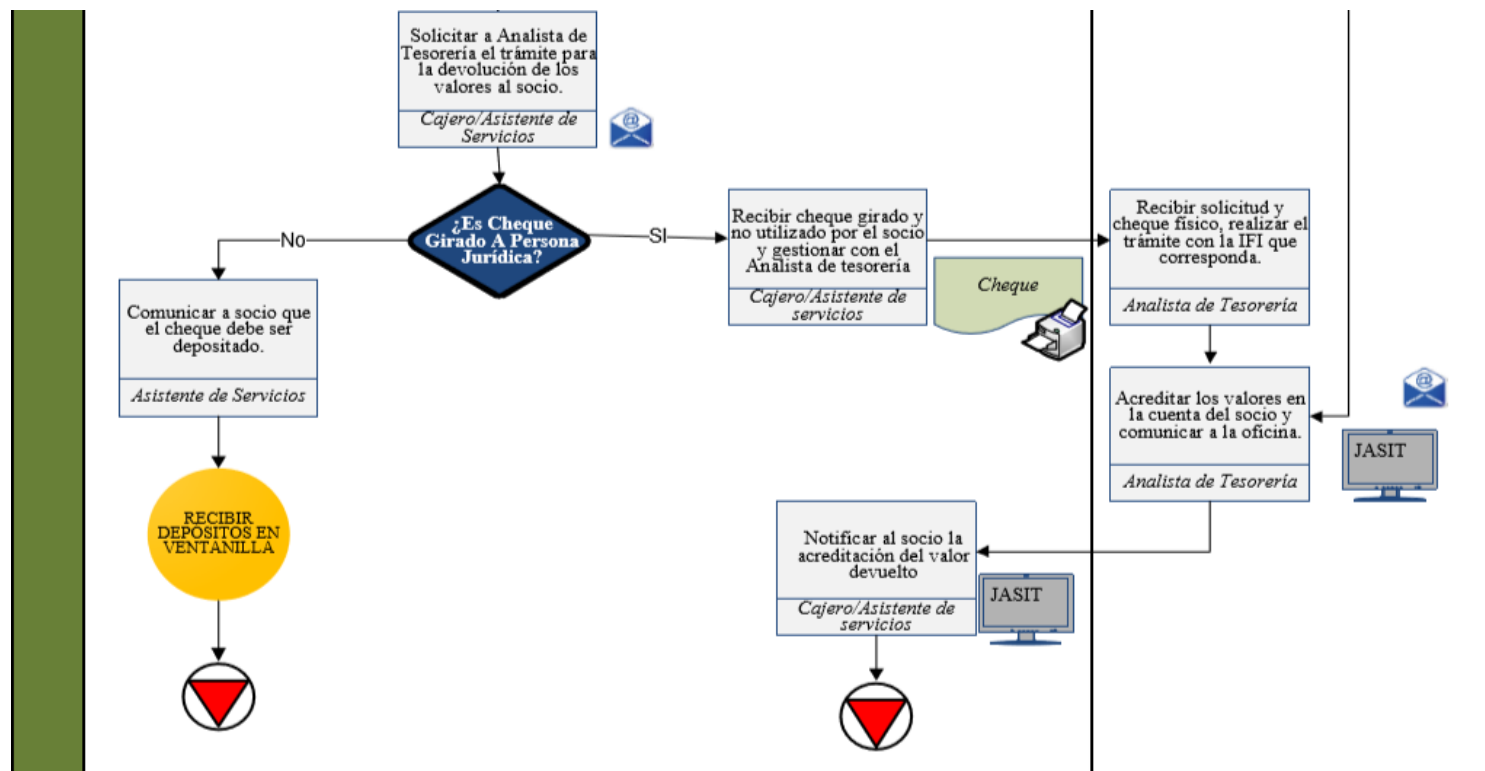 Solicitar a Analista de
Tesorería el trámite para
la devolución de los
valores al socio.
Cajero/Asistente de
Servicios
¿Es Cheque
Girado A Persona
Jurídica?
No
SI
Comunicar a socio que
el cheque debe ser
depositado.
Asistente de Servicios
RECIBIR
DEPÓSITOS EN
VENTANILLA
Recibir cheque girado y
no utilizado por el socio
y gestionar con el
Analista de tesorería
Cajero/Asistente de
servicios
Cheque
Recibir solicitud y
cheque físico, realizar el
trámite con la IFI que
corresponda.
Analista de Tesorería
Acreditar los valores en
la cuenta del socio y
comunicar a la oficina.
Analista de Tesorería
JASIT
Notificar al socio la
acreditación del valor
devuelto
Cajero/Asistente de
servicios
JASIT